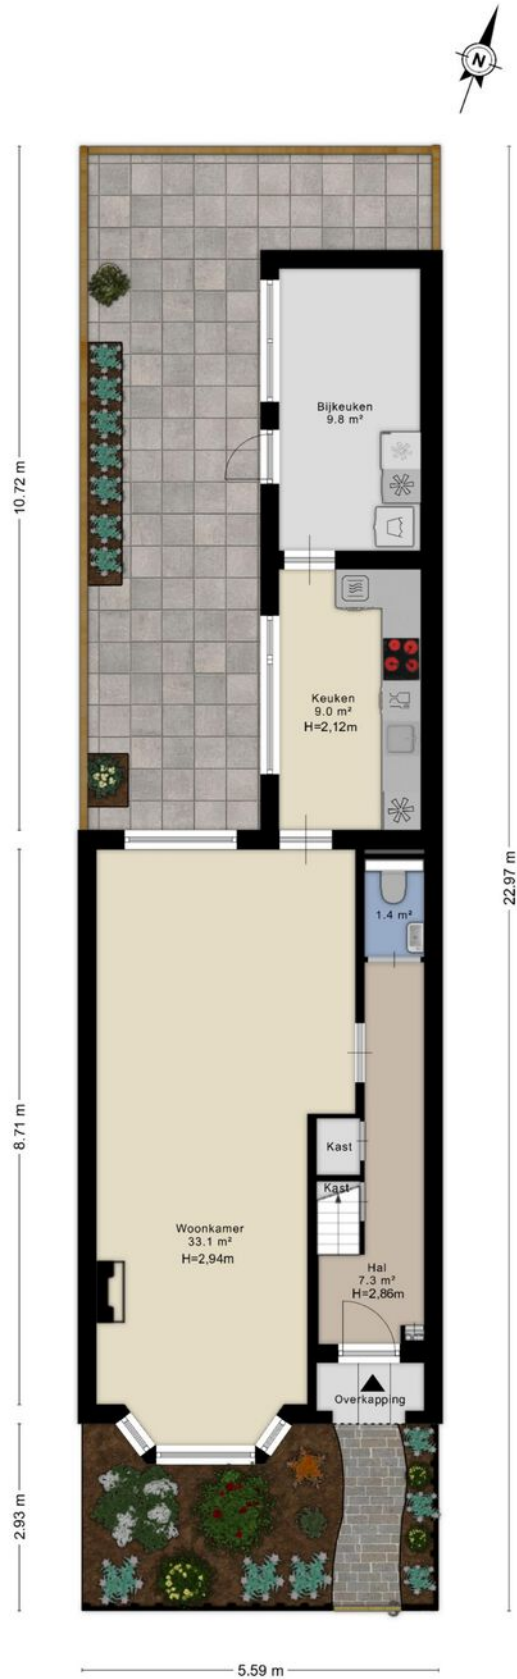 N
Bijkeuken
9.8 m²
10.72 m
Keuken
9.0 m²
H=2,12m
22.97 m
1.4 m²
8.71 m
Kast
Kast
Woonkamer
33.1 m²
H=2,94m
Hal
7.3 m²
H=2,86m
Overkapping
2.93 m
5.59 m